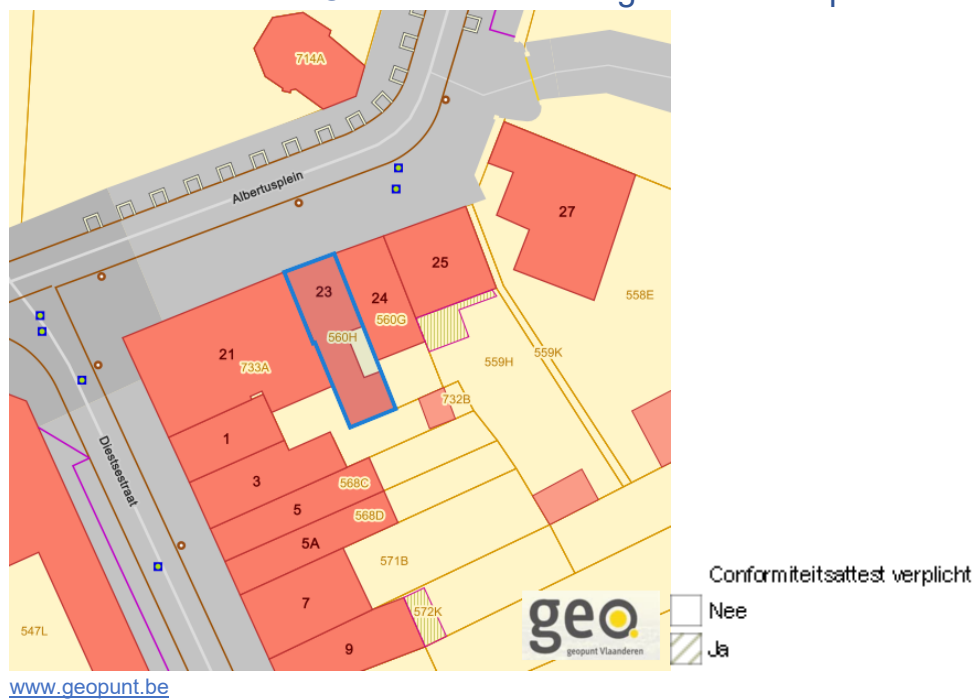 714A
Albertusplein
27
25
23
24
558E
560G
560H
21
733A
559H
559K
732B
1
Diestsestraat
3
568C
5
568D
5A
571B
7
572K
547L
9
geo
geopunt Vlaanderen
Conformiteitsattest verplicht
Nee
Ja
www.geopunt.be